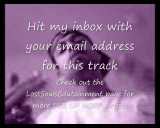 Hit my inbox with
your email address
for this track
Check out the
LostSoulsEdutainment page for
more